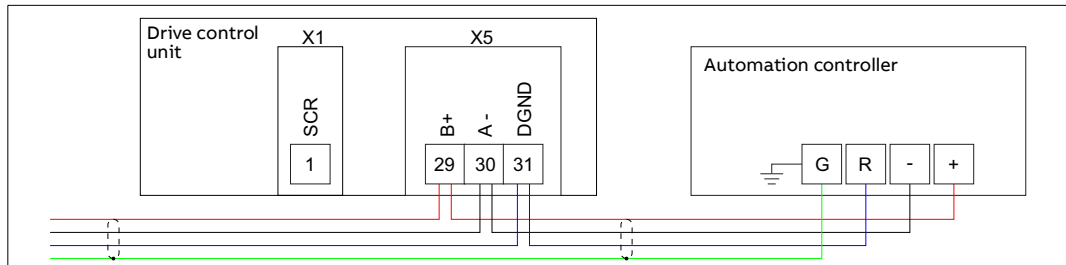 Drive control
unit
X1
X5
Automation controller
SCR
B+
A -
DGND
1
29
30
31
G
R
-
+